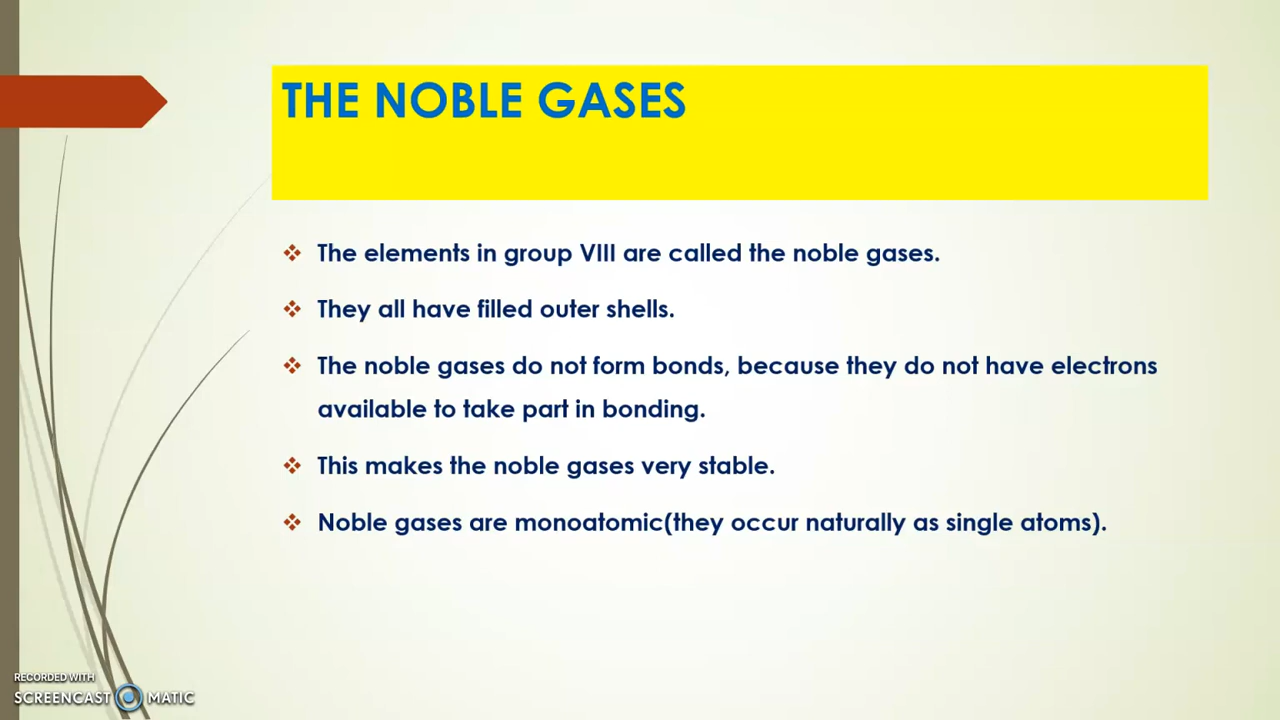 THE NOBLE GASES
❖ The elements in group VIII are called the noble gases.
❖ They all have filled outer shells.
❖ The noble gases do not form bonds, because they do not have electrons
available to take part in bonding.
❖ This makes the noble gases very stable.
❖ Noble gases are monoatomic(they occur naturally as single atoms).
RECORDED WITH
SCREENCAST MATIC